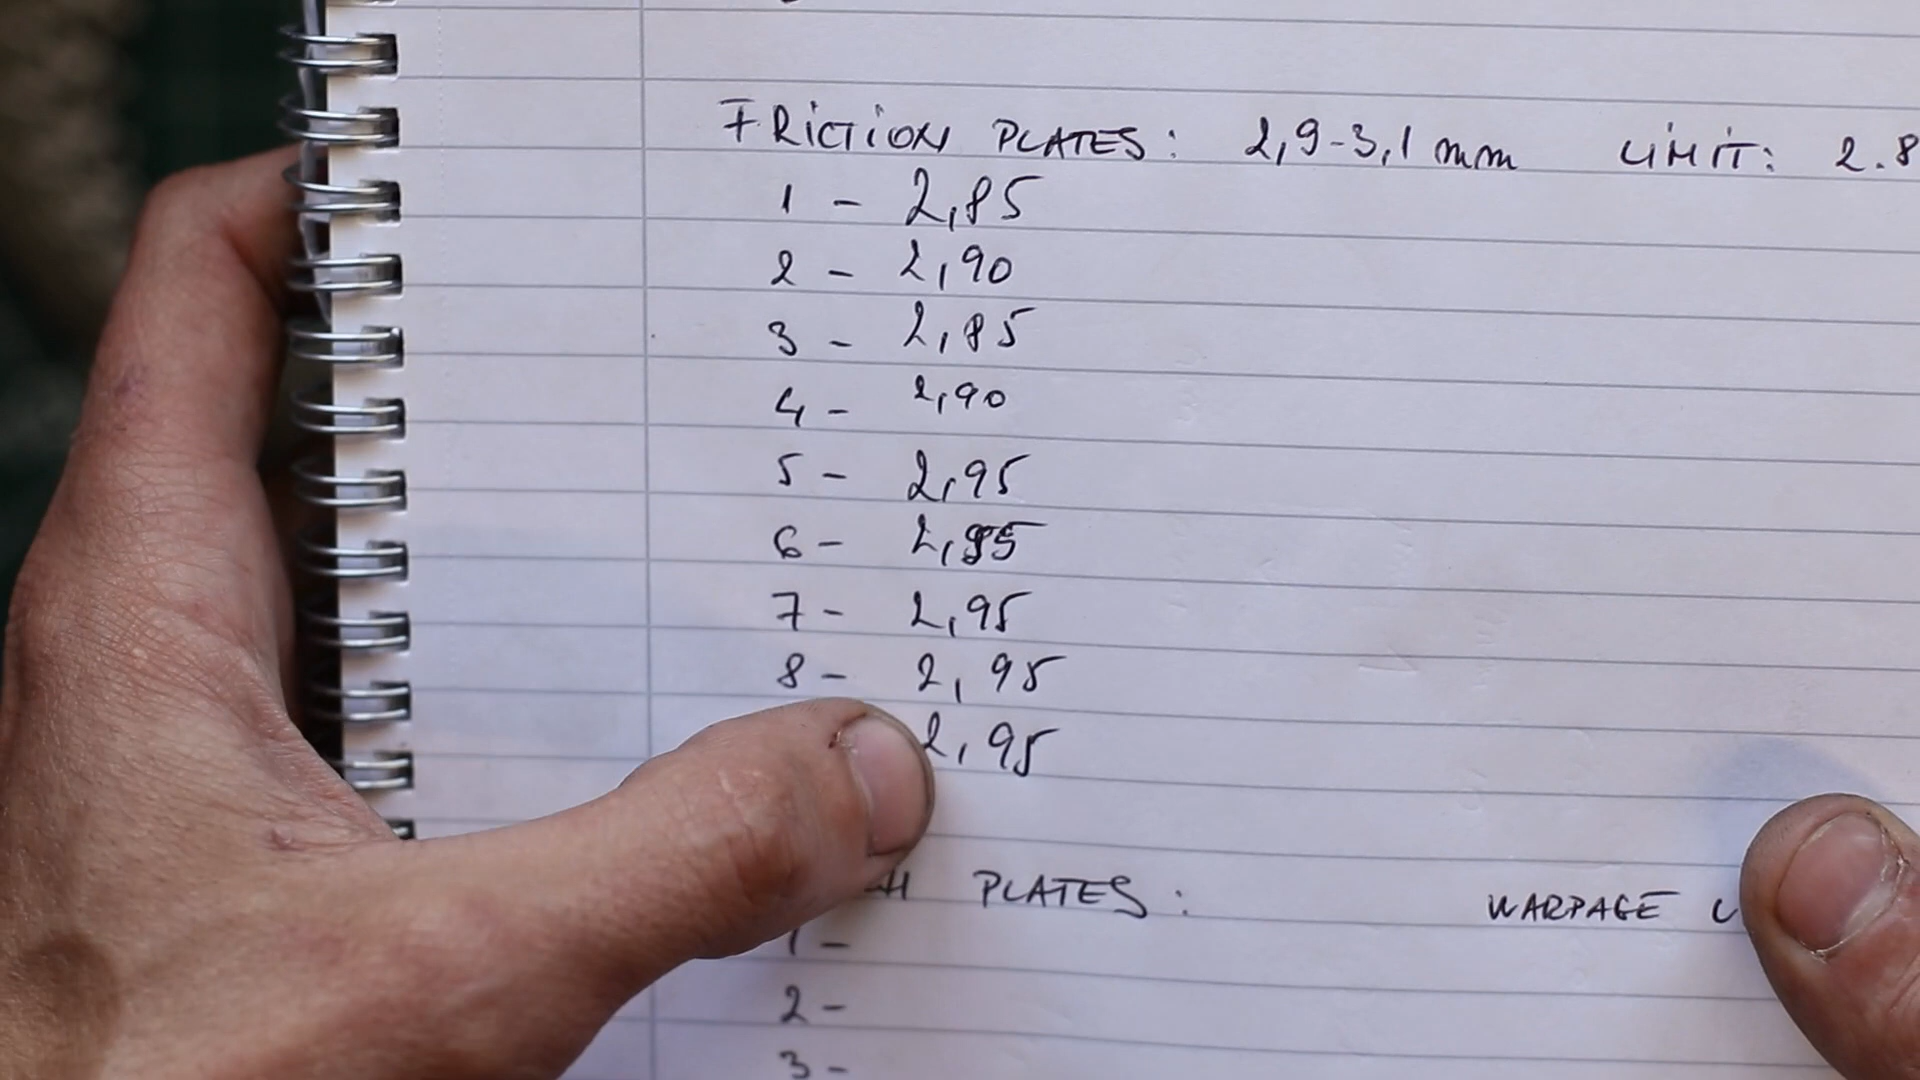 FRICTION PLATES: 2,9-3,1 mm LIMIT: 2.8
1 - 2,85
2 - 2,90
3 - 2,85
4 - 2,90
5 - 2,95
6 - 2,95
7 - 2,95
8 - 2,95
2,95
PLATES: WARPAGE
1 -
2 -
3 -